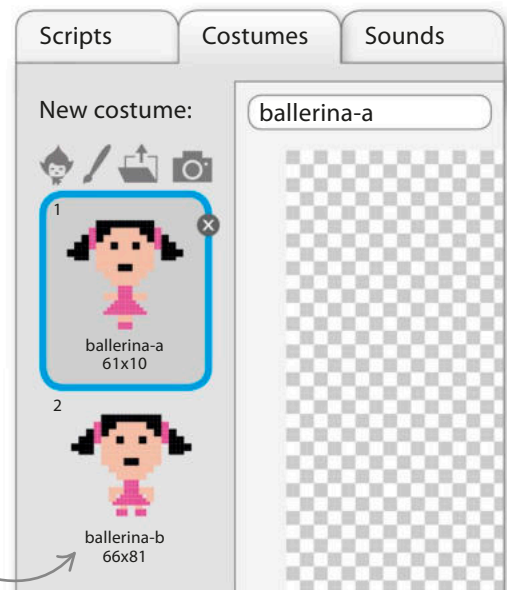 Scripts Costumes Sounds
New costume:
ballerina-a
1
ballerina-a
61x10
2
ballerina-b
66x81